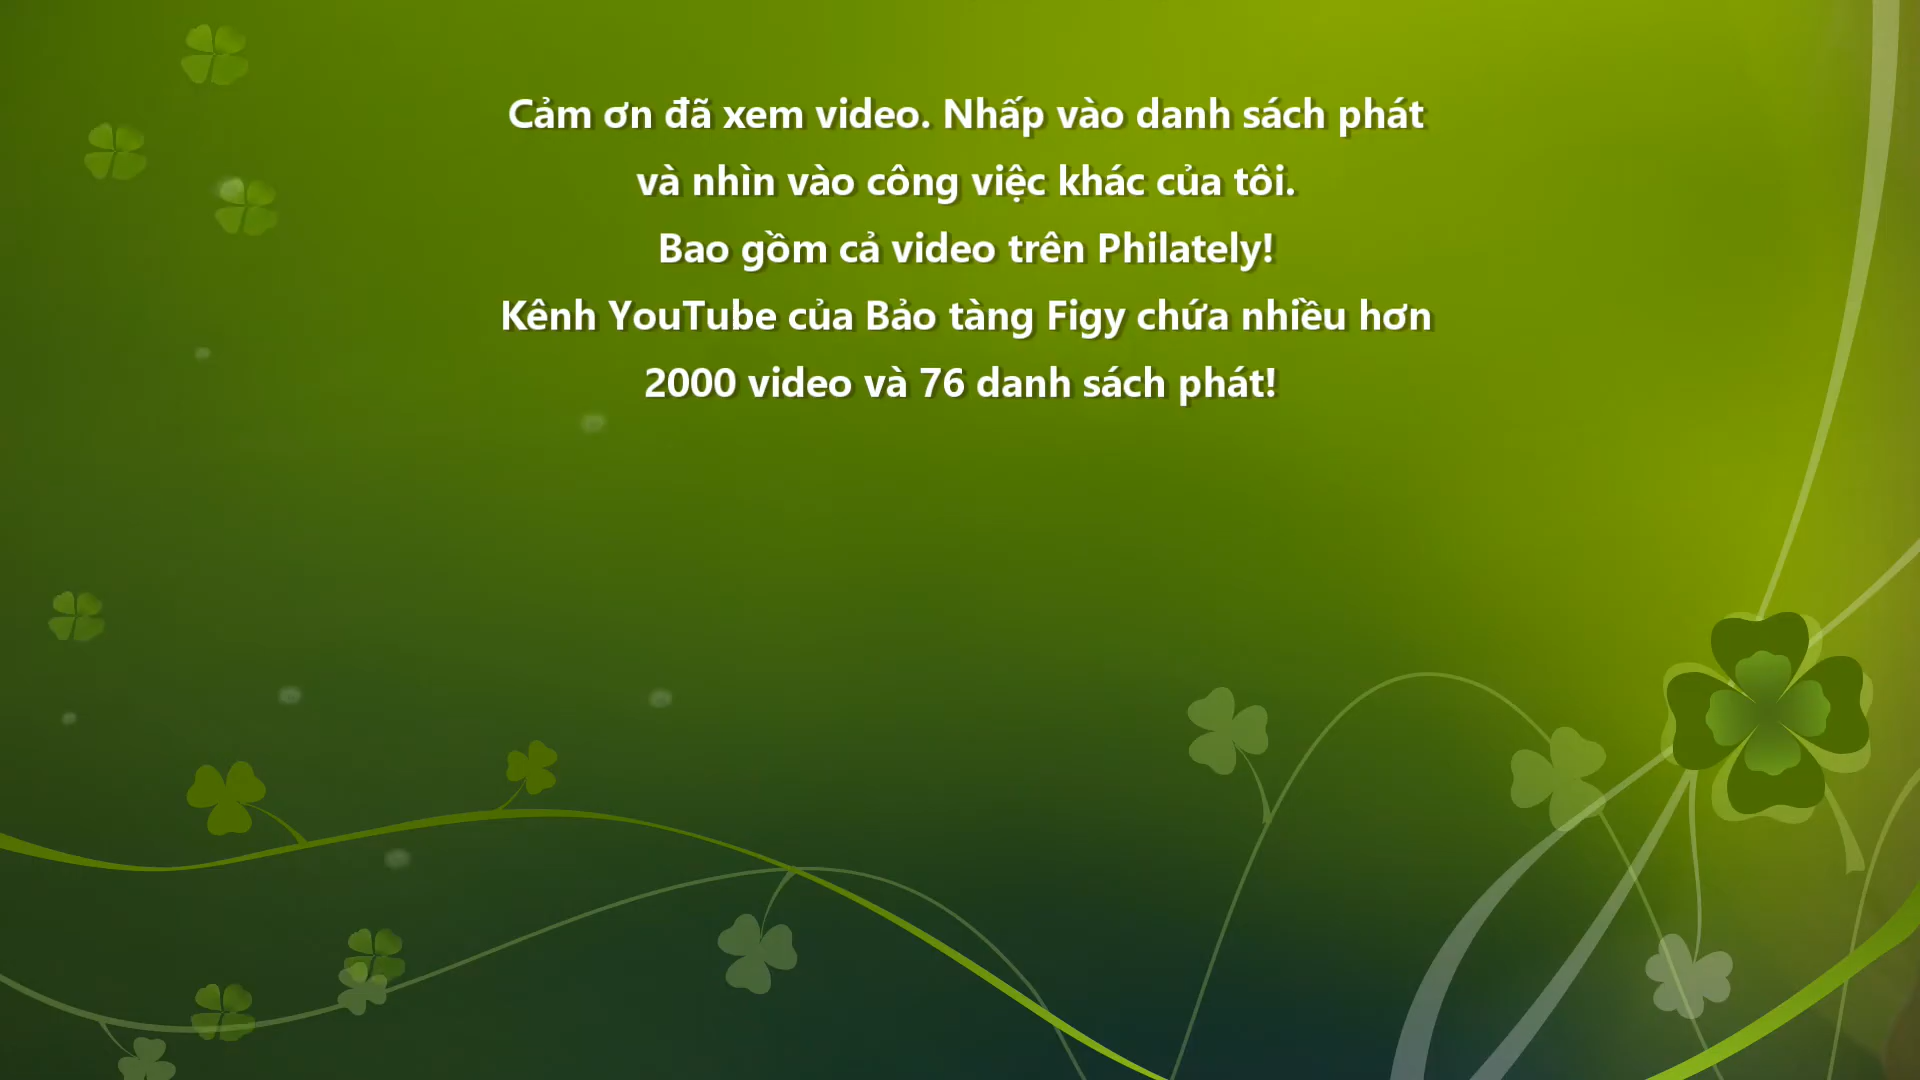 Cảm ơn đã xem video. Nhấp vào danh sách phát
và nhìn vào công việc khác của tôi.
Bao gồm cả video trên Philately!
Kênh YouTube của Bảo tàng Figy chứa nhiều hơn
2000 video và 76 danh sách phát!